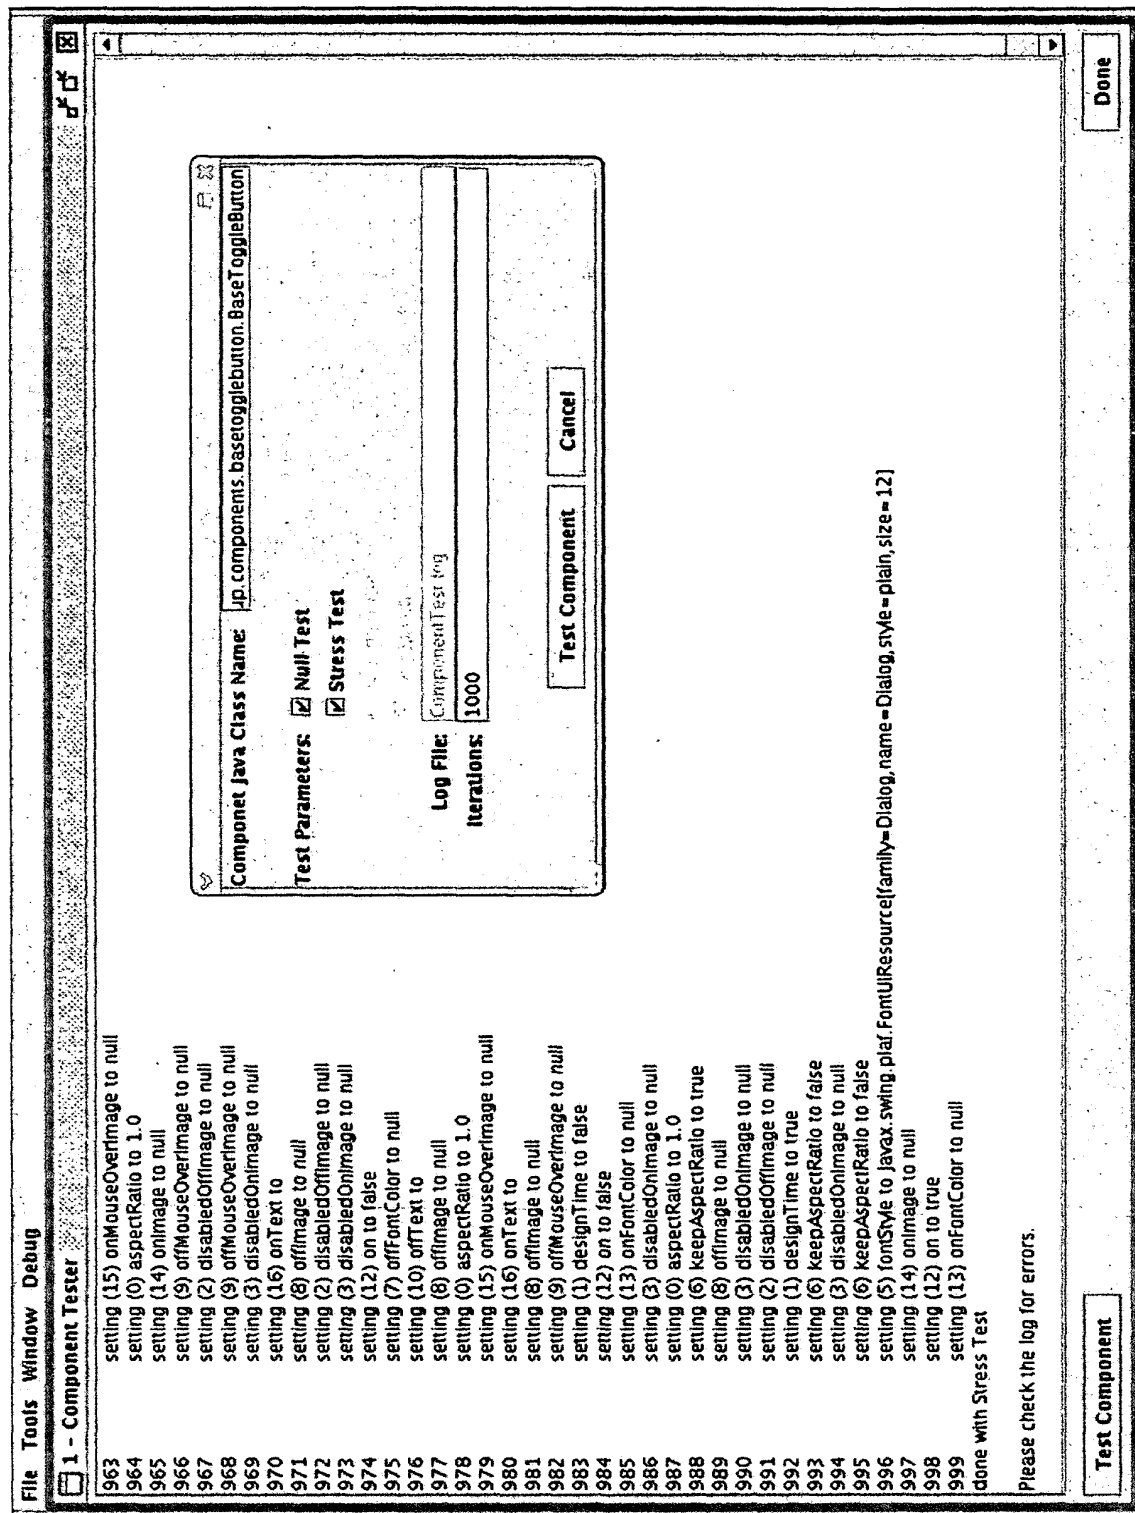 File Tools Window Debug
1 - Component Tester
963 setting (15) onMouseOverImage to null
964 setting (0) aspectRatio to 1.0
965 setting (14) onImage to null
966 setting (9) offMouseOverImage to null
967 setting (2) disabledOffImage to null
968 setting (9) offMouseOverImage to null
969 setting (3) disabledOnImage to null
970 setting (16) onText to
971 setting (8) offImage to null
972 setting (2) disabledOffImage to null
973 setting (3) disabledOnImage to null
974 setting (12) on to false
975 setting (7) offFontColor to null
976 setting (10) offText to
977 setting (8) offImage to null
978 setting (0) aspectRatio to 1.0
979 setting (15) onMouseOverImage to null
980 setting (16) onText to
981 setting (8) offImage to null
982 setting (9) offMouseOverImage to null
983 setting (1) designTime to false
984 setting (12) on to false
985 setting (13) onFontColor to null
986 setting (3) disabledOnImage to null
987 setting (0) aspectRatio to 1.0
988 setting (6) keepAspectRatio to true
989 setting (8) offImage to null
990 setting (3) disabledOnImage to null
991 setting (2) disabledOffImage to null
992 setting (1) designTime to true
993 setting (6) keepAspectRatio to false
994 setting (3) disabledOnImage to null
995 setting (6) keepAspectRatio to false
996 setting (5) fontStyle to javax.swing.plaf.FontUIResource[family=Dialog,name=Dialog,style=plain,size=12]
997 setting (14) onImage to null
998 setting (12) on to true
999 setting (13) onFontColor to null
done with Stress Test
Please check the log for errors.
Componet Java Class Name: up.components.basetogglebutton.BaseToggleButton
Test Parameters: Null Test
Stress Test
Log File: ComponentTest.log
Iterations: 1000
Test Component Cancel
Test Component Done